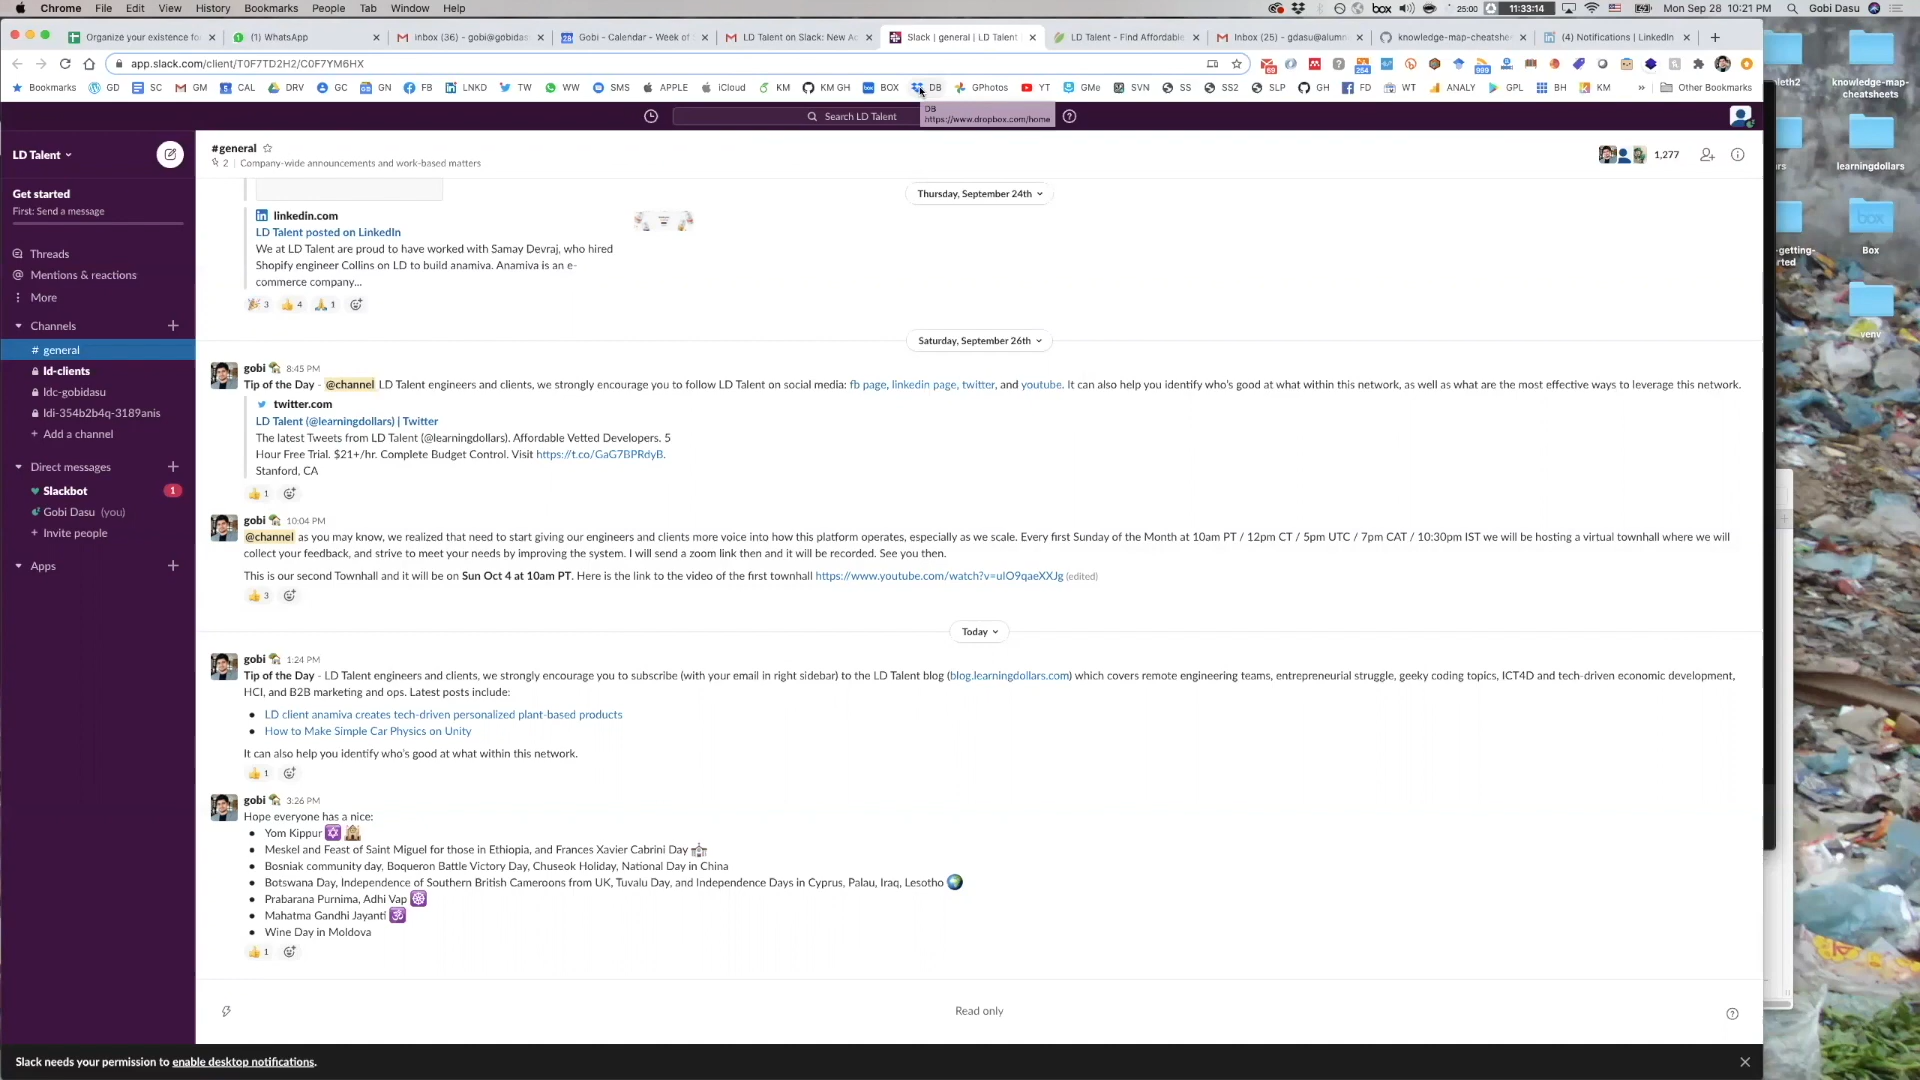 Chrome File Edit View History Bookmarks People Tab Window Help
25:00 11:33:14 Mon Sep 28 10:21 PM Gobi Dasu
Organize your existence fo (1) WhatsApp Inbox (36) - gobi@gobidas Gobi - Calendar - Week of LD Talent on Slack: New Ac Slack | general | LD Talent LD Talent - Find Affordable Inbox (25) - gdasu@alumn knowledge-map-cheatshe (4) Notifications | LinkedIn
app.slack.com/client/T0F7TD2H2/C0F7YM6HX
Bookmarks GD SC GM CAL DRV GC GN FB LNKD TW WW SMS APPLE iCloud KM KM GH BOX DB GPhotos YT GMe SVN SS SS2 SLP GH FD WT ANALY GPL BH KM Other Bookmarks
DB
https://www.dropbox.com/home
Search LD Talent
LD Talent
Get started
First: Send a message
Threads
Mentions & reactions
More
Channels
# general
ld-clients
ldc-gobidasu
ldi-354b2b4q-3189anis
+ Add a channel
Direct messages
Slackbot 1
Gobi Dasu (you)
+ Invite people
Apps
#general
2 | Company-wide announcements and work-based matters
1,277
Thursday, September 24th
linkedin.com
LD Talent posted on LinkedIn
We at LD Talent are proud to have worked with Samay Devraj, who hired
Shopify engineer Collins on LD to build anamiva. Anamiva is an e-
commerce company...
3 4 1
Saturday, September 26th
gobi 8:45 PM
Tip of the Day - @channel LD Talent engineers and clients, we strongly encourage you to follow LD Talent on social media: fb page, linkedin page, twitter, and youtube. It can also help you identify who's good at what within this network, as well as what are the most effective ways to leverage this network.
twitter.com
LD Talent (@learningdollars) | Twitter
The latest Tweets from LD Talent (@learningdollars). Affordable Vetted Developers. 5
Hour Free Trial. $21+/hr. Complete Budget Control. Visit https://t.co/GaG7BPRdyB.
Stanford, CA
1
gobi 10:04 PM
@channel as you may know, we realized that need to start giving our engineers and clients more voice into how this platform operates, especially as we scale. Every first Sunday of the Month at 10am PT / 12pm CT / 5pm UTC / 7pm CAT / 10:30pm IST we will be hosting a virtual townhall where we will
collect your feedback, and strive to meet your needs by improving the system. I will send a zoom link then and it will be recorded. See you then.
This is our second Townhall and it will be on Sun Oct 4 at 10am PT. Here is the link to the video of the first townhall https://www.youtube.com/watch?v=ulO9qaeXXJg (edited)
3
Today
gobi 1:24 PM
Tip of the Day - LD Talent engineers and clients, we strongly encourage you to subscribe (with your email in right sidebar) to the LD Talent blog (blog.learningdollars.com) which covers remote engineering teams, entrepreneurial struggle, geeky coding topics, ICT4D and tech-driven economic development,
HCI, and B2B marketing and ops. Latest posts include:
• LD client anamiva creates tech-driven personalized plant-based products
• How to Make Simple Car Physics on Unity
It can also help you identify who's good at what within this network.
1
gobi 3:26 PM
Hope everyone has a nice:
• Yom Kippur
• Meskel and Feast of Saint Miguel for those in Ethiopia, and Frances Xavier Cabrini Day
• Bosniak community day, Boqueron Battle Victory Day, Chuseok Holiday, National Day in China
• Botswana Day, Independence of Southern British Cameroons from UK, Tuvalu Day, and Independence Days in Cyprus, Palau, Iraq, Lesotho
• Prabarana Purnima, Adhi Vap
• Mahatma Gandhi Jayanti
• Wine Day in Moldova
1
Read only
Slack needs your permission to enable desktop notifications.
knowledge-map-
cheatsheets
learningdollars
Box
venv